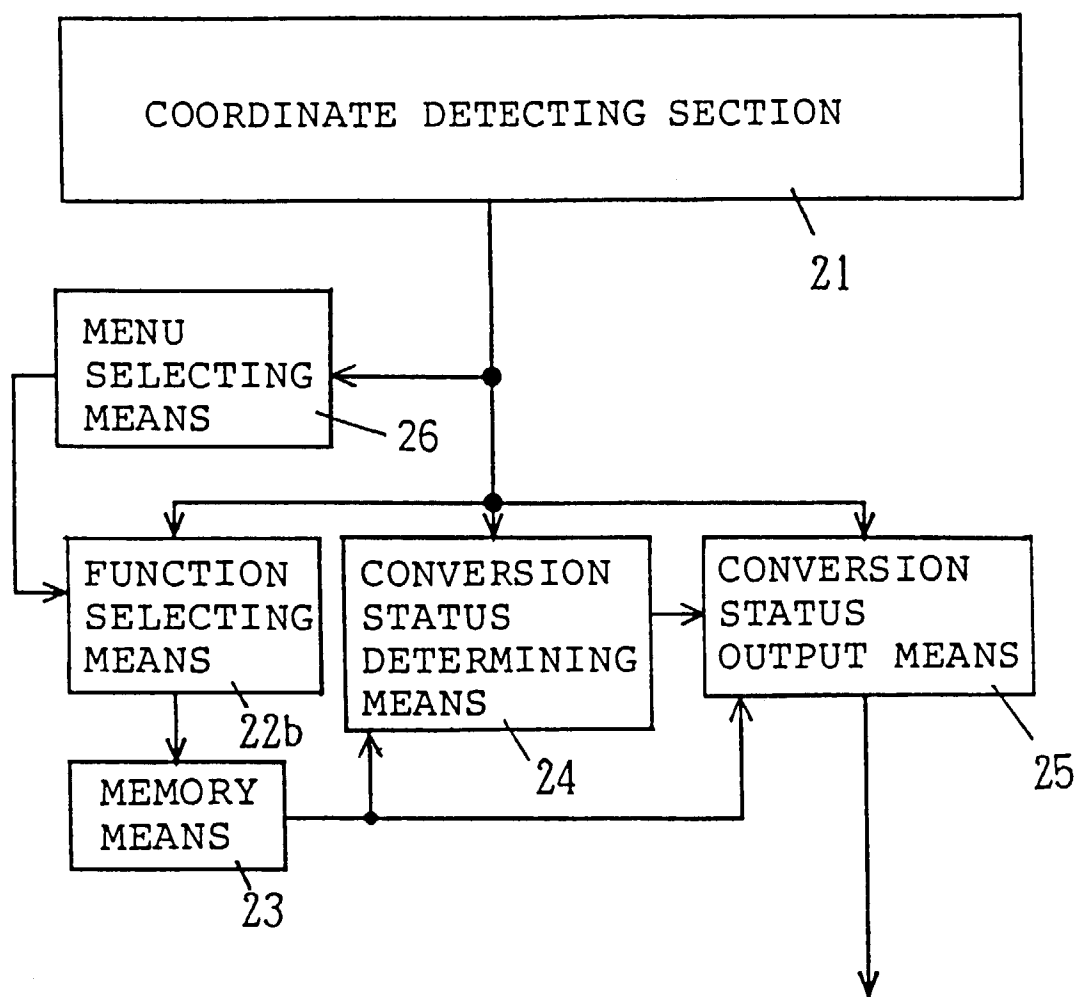 COORDINATE DETECTING SECTION
21
MENU
SELECTING
MEANS
26
FUNCTION
SELECTING
MEANS
22b
CONVERSION
STATUS
DETERMINING
MEANS
24
CONVERSION
STATUS
OUTPUT MEANS
25
MEMORY
MEANS
23